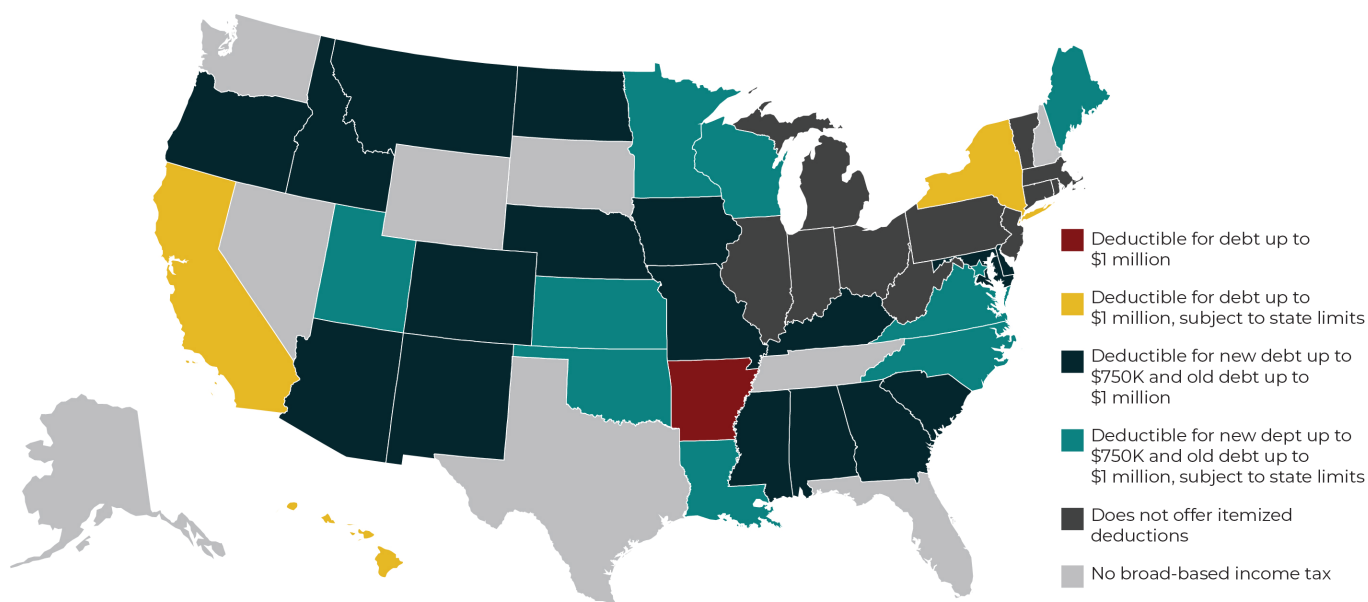 Deductible for debt up to
$1 million
Deductible for debt up to
$1 million, subject to state limits
Deductible for new debt up to
$750K and old debt up to
$1 million
Deductible for new dept up to
$750K and old debt up to
$1 million, subject to state limits
Does not offer itemized
deductions
No broad-based income tax